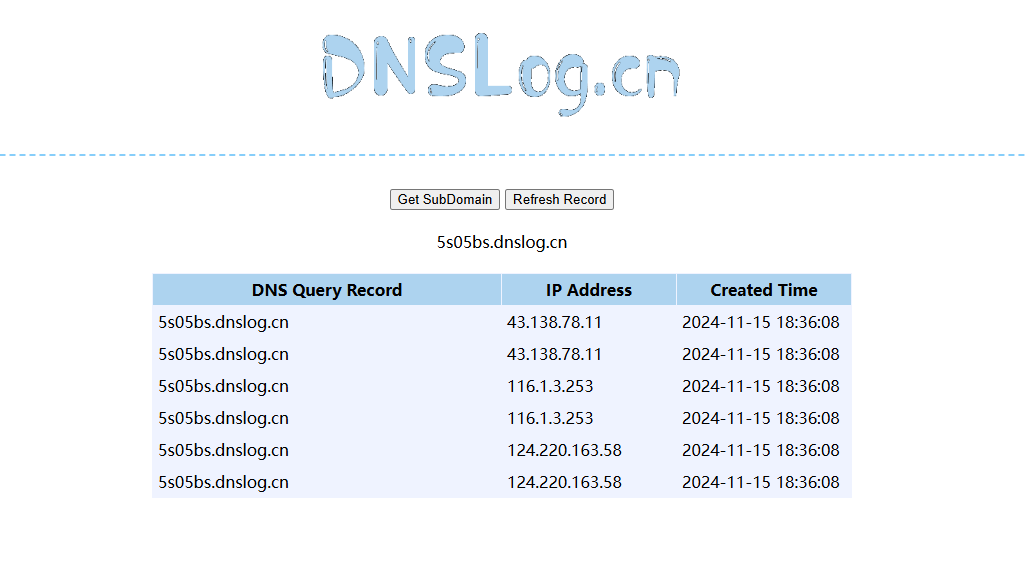 DNSLog.cn
Get SubDomain Refresh Record
5s05bs.dnslog.cn
DNS Query Record IP Address Created Time
5s05bs.dnslog.cn 43.138.78.11 2024-11-15 18:36:08
5s05bs.dnslog.cn 43.138.78.11 2024-11-15 18:36:08
5s05bs.dnslog.cn 116.1.3.253 2024-11-15 18:36:08
5s05bs.dnslog.cn 116.1.3.253 2024-11-15 18:36:08
5s05bs.dnslog.cn 124.220.163.58 2024-11-15 18:36:08
5s05bs.dnslog.cn 124.220.163.58 2024-11-15 18:36:08